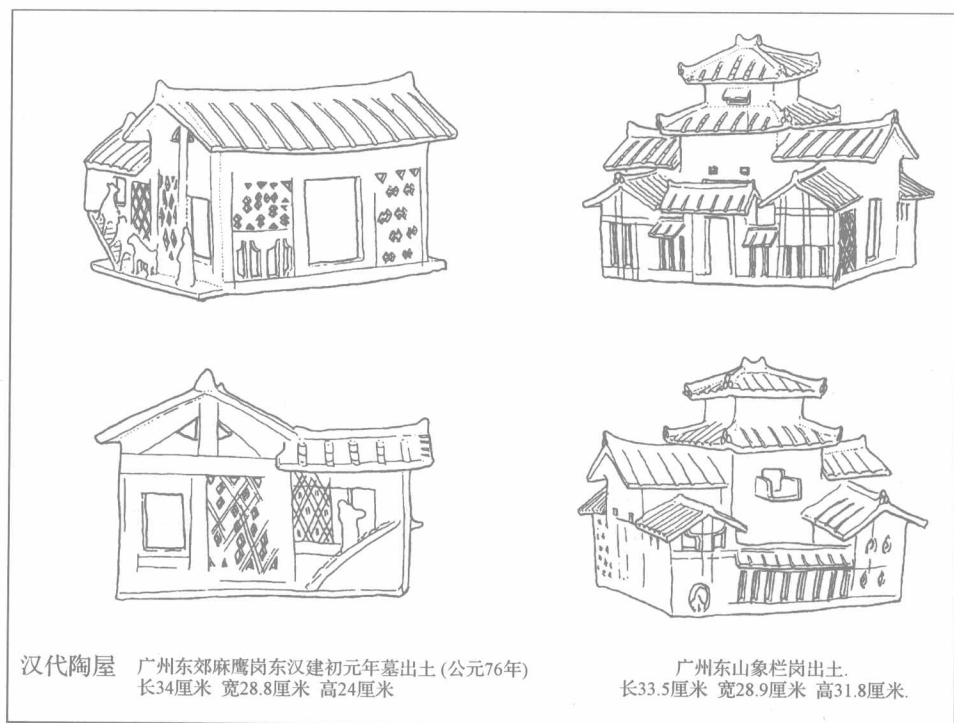 汉代陶屋 广州东郊麻鹰岗东汉建初元年墓出土 (公元76年)
长34厘米 宽28.8厘米 高24厘米
广州东山象栏岗出土.
长33.5厘米 宽28.9厘米 高31.8厘米.